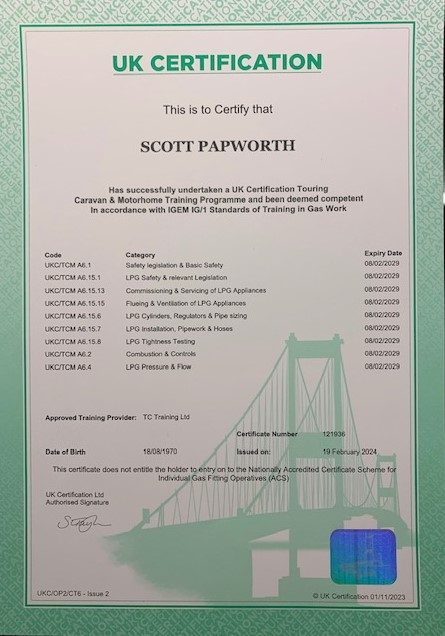 UK CERTIFICATION
This is to Certify that
SCOTT PAPWORTH
Has successfully undertaken a UK Certification Touring
Caravan & Motorhome Training Programme and been deemed competent
In accordance with IGEM IG/1 Standards of Training in Gas Work
Code Category Expiry Date
UKC/TCM A6.1 Safety legislation & Basic Safety 08/02/2029
UKC/TCM A6.15.1 LPG Safety & relevant Legislation 08/02/2029
UKC/TCM A6.15.13 Commissioning & Servicing of LPG Appliances 08/02/2029
UKC/TCM A6.15.15 Flueing & Ventilation of LPG Appliances 08/02/2029
UKC/TCM A6.15.6 LPG Cylinders, Regulators & Pipe sizing 08/02/2029
UKC/TCM A6.15.7 LPG Installation, Pipework & Hoses 08/02/2029
UKC/TCM A6.15.8 LPG Tightness Testing 08/02/2029
UKC/TCM A6.2 Combustion & Controls 08/02/2029
UKC/TCM A6.4 LPG Pressure & Flow 08/02/2029
Approved Training Provider: TC Training Ltd
Certificate Number 121936
Date of Birth 18/08/1970 Issued on: 19 February 2024
This certificate does not entitle the holder to entry on to the Nationally Accredited Certificate Scheme for
Individual Gas Fitting Operatives (ACS)
UK Certification Ltd
Authorised Signature
UKC/OP2/CT6 - Issue 2 © UK Certification 01/11/2023